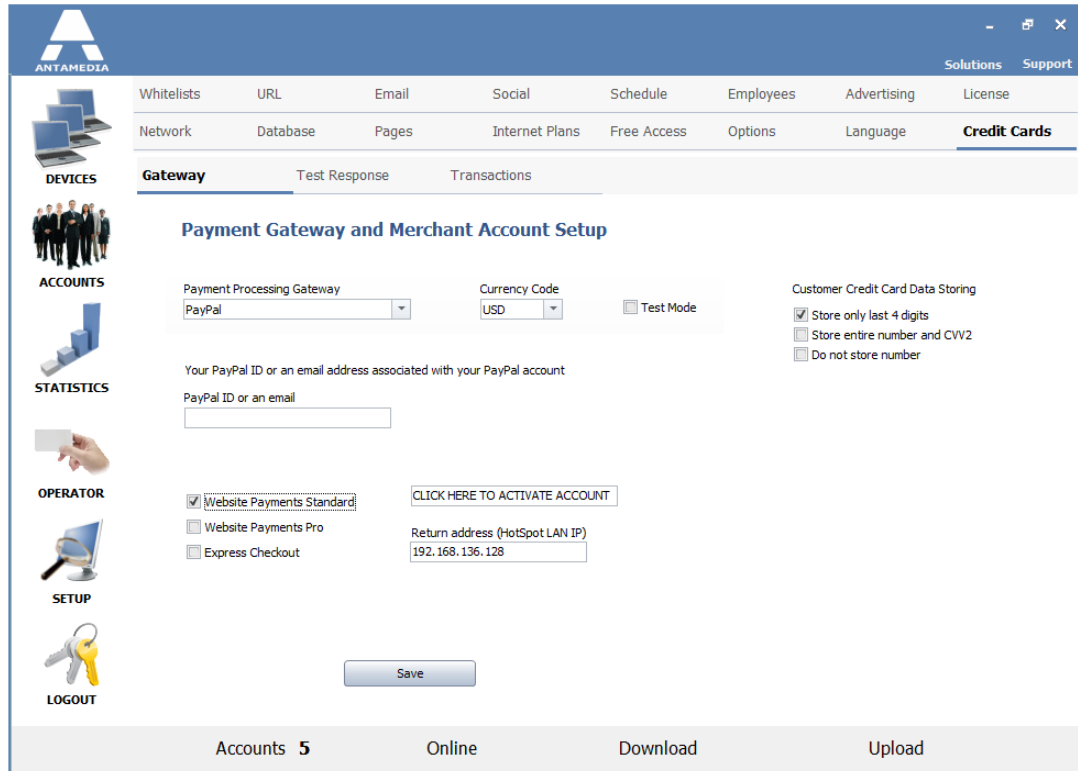 ANTAMEDIA
Solutions Support
Whitelists URL Email Social Schedule Employees Advertising License
Network Database Pages Internet Plans Free Access Options Language Credit Cards
Gateway Test Response Transactions
DEVICES
ACCOUNTS
STATISTICS
OPERATOR
SETUP
LOGOUT
Payment Gateway and Merchant Account Setup
Payment Processing Gateway
PayPal
Currency Code
USD
Test Mode
Customer Credit Card Data Storing
Store only last 4 digits
Store entire number and CVV2
Do not store number
Your PayPal ID or an email address associated with your PayPal account
PayPal ID or an email
Website Payments Standard
Website Payments Pro
Express Checkout
CLICK HERE TO ACTIVATE ACCOUNT
Return address (HotSpot LAN IP)
192.168.136.128
Save
Accounts 5 Online Download Upload